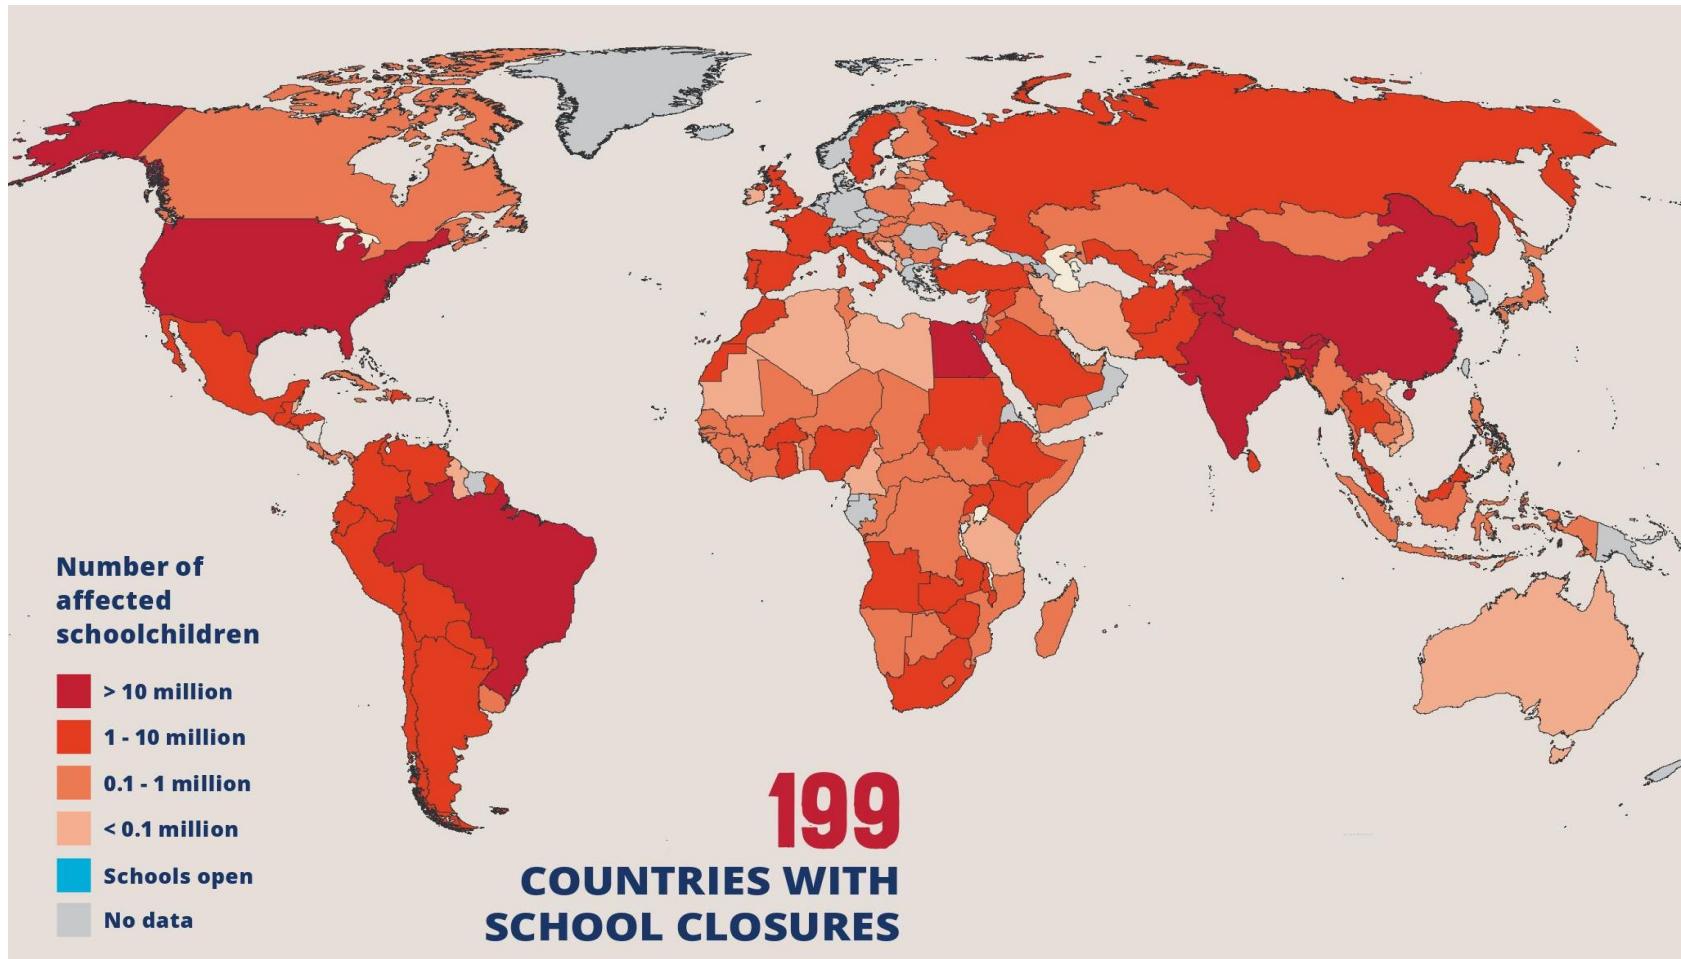 Number of
affected
schoolchildren
> 10 million
1 - 10 million
0.1 - 1 million
< 0.1 million
Schools open
No data
199
COUNTRIES WITH
SCHOOL CLOSURES